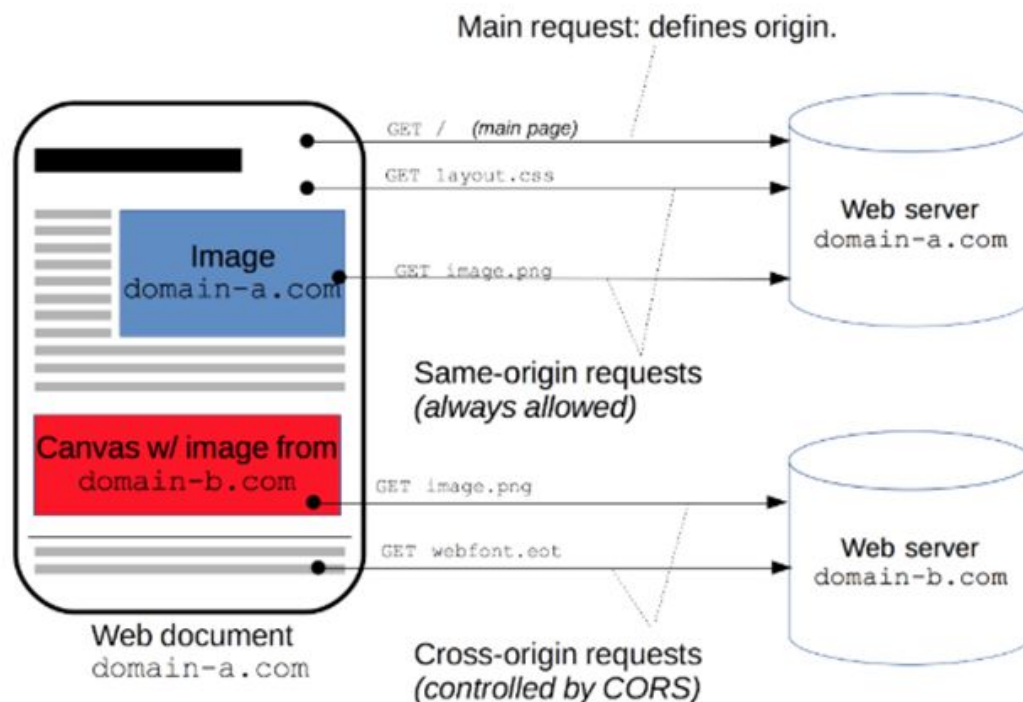 Main request: defines origin.
GET / (main page)
GET layout.css
Web server
domain-a.com
Image
domain-a.com
GET image.png
Same-origin requests
(always allowed)
Canvas w/ image from
domain-b.com
GET image.png
GET webfont.eot
Web server
domain-b.com
Web document
domain-a.com
Cross-origin requests
(controlled by CORS)